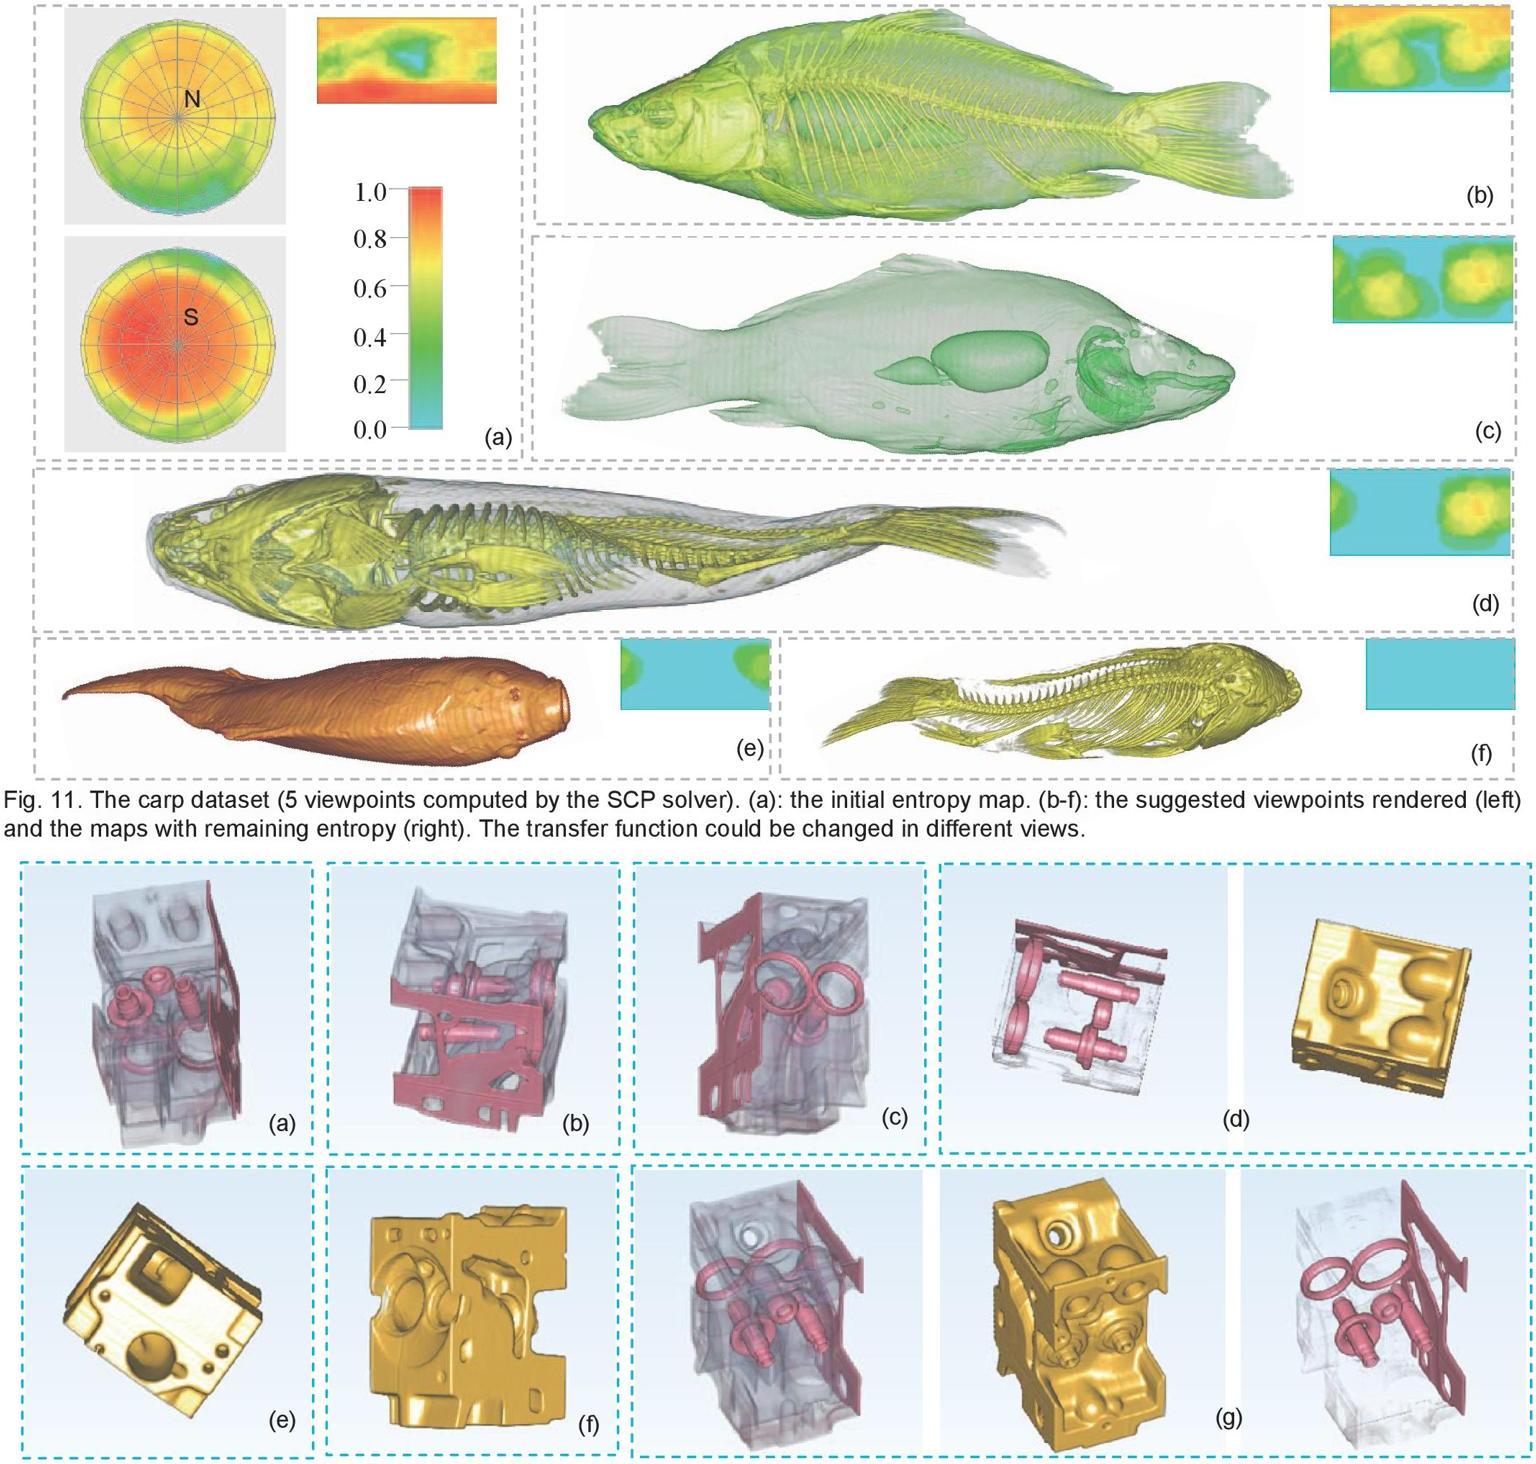 N
S
1.0
0.8
0.6
0.4
0.2
0.0
(a)
(b)
(c)
(d)
(e)
(f)
Fig. 11. The carp dataset (5 viewpoints computed by the SCP solver). (a): the initial entropy map. (b-f): the suggested viewpoints rendered (left)
and the maps with remaining entropy (right). The transfer function could be changed in different views.
(a)
(b)
(c)
(d)
(e)
(f)
(g)